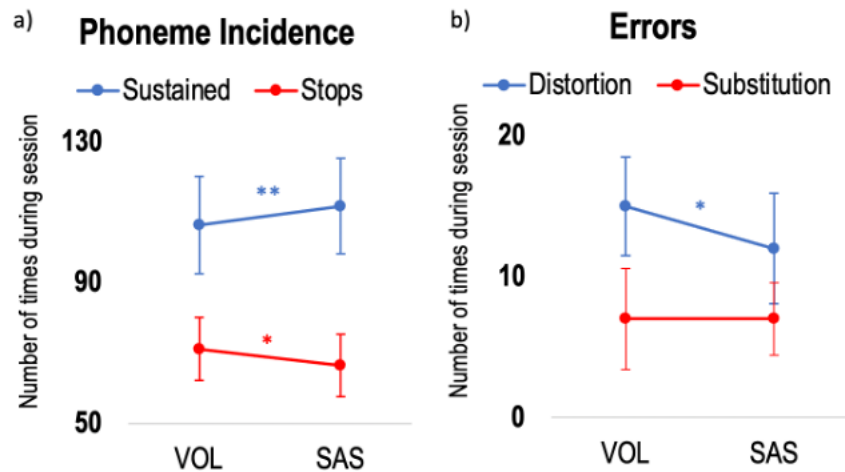 a) Phoneme Incidence
Sustained Stops
Number of times during session
130
90
50
**
*
VOL SAS
b) Errors
Distortion Substitution
Number of times during session
20
10
0
*
VOL SAS